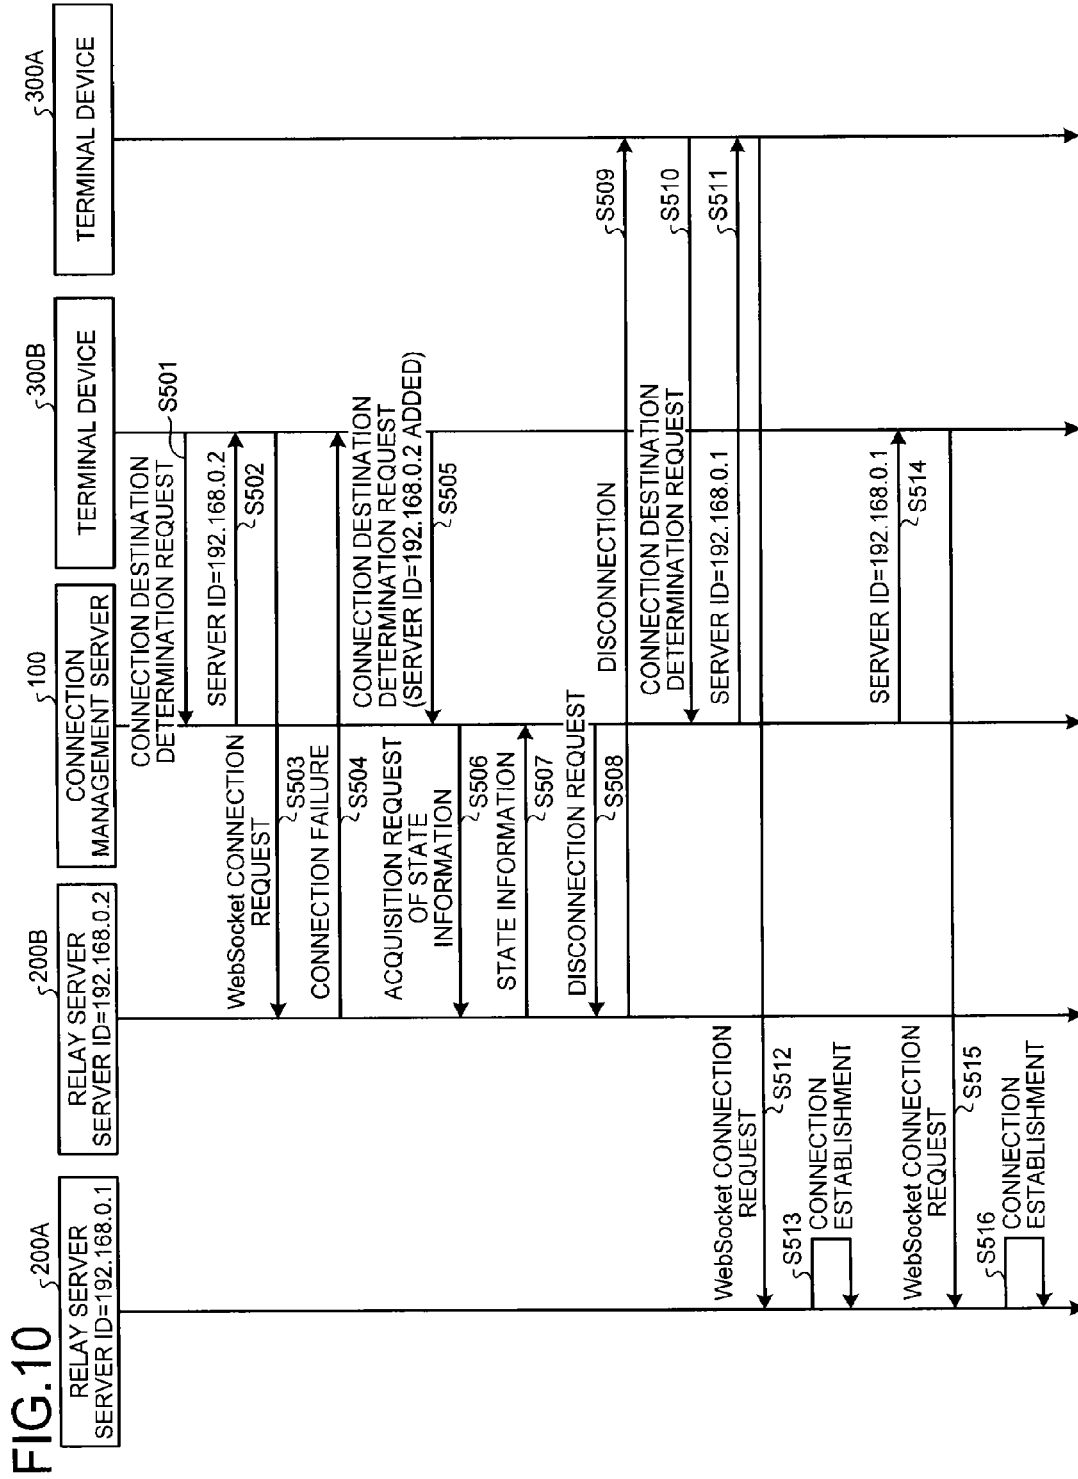 FIG.10
200A
RELAY SERVER
SERVER ID=192.168.0.1
200B
RELAY SERVER
SERVER ID=192.168.0.2
100
CONNECTION
MANAGEMENT SERVER
300B
TERMINAL DEVICE
300A
TERMINAL DEVICE
CONNECTION DESTINATION
DETERMINATION REQUEST
S501
SERVER ID=192.168.0.2
S502
WebSocket CONNECTION
REQUEST
S503
CONNECTION FAILURE
S504
CONNECTION DESTINATION
DETERMINATION REQUEST
(SERVER ID=192.168.0.2 ADDED)
S505
ACQUISITION REQUEST
OF STATE
INFORMATION
S506
STATE INFORMATION
S507
DISCONNECTION REQUEST
S508
DISCONNECTION
S509
CONNECTION DESTINATION
DETERMINATION REQUEST
S510
SERVER ID=192.168.0.1
S511
WebSocket CONNECTION
REQUEST
S512
S513
CONNECTION
ESTABLISHMENT
SERVER ID=192.168.0.1
S514
WebSocket CONNECTION
REQUEST
S515
S516
CONNECTION
ESTABLISHMENT